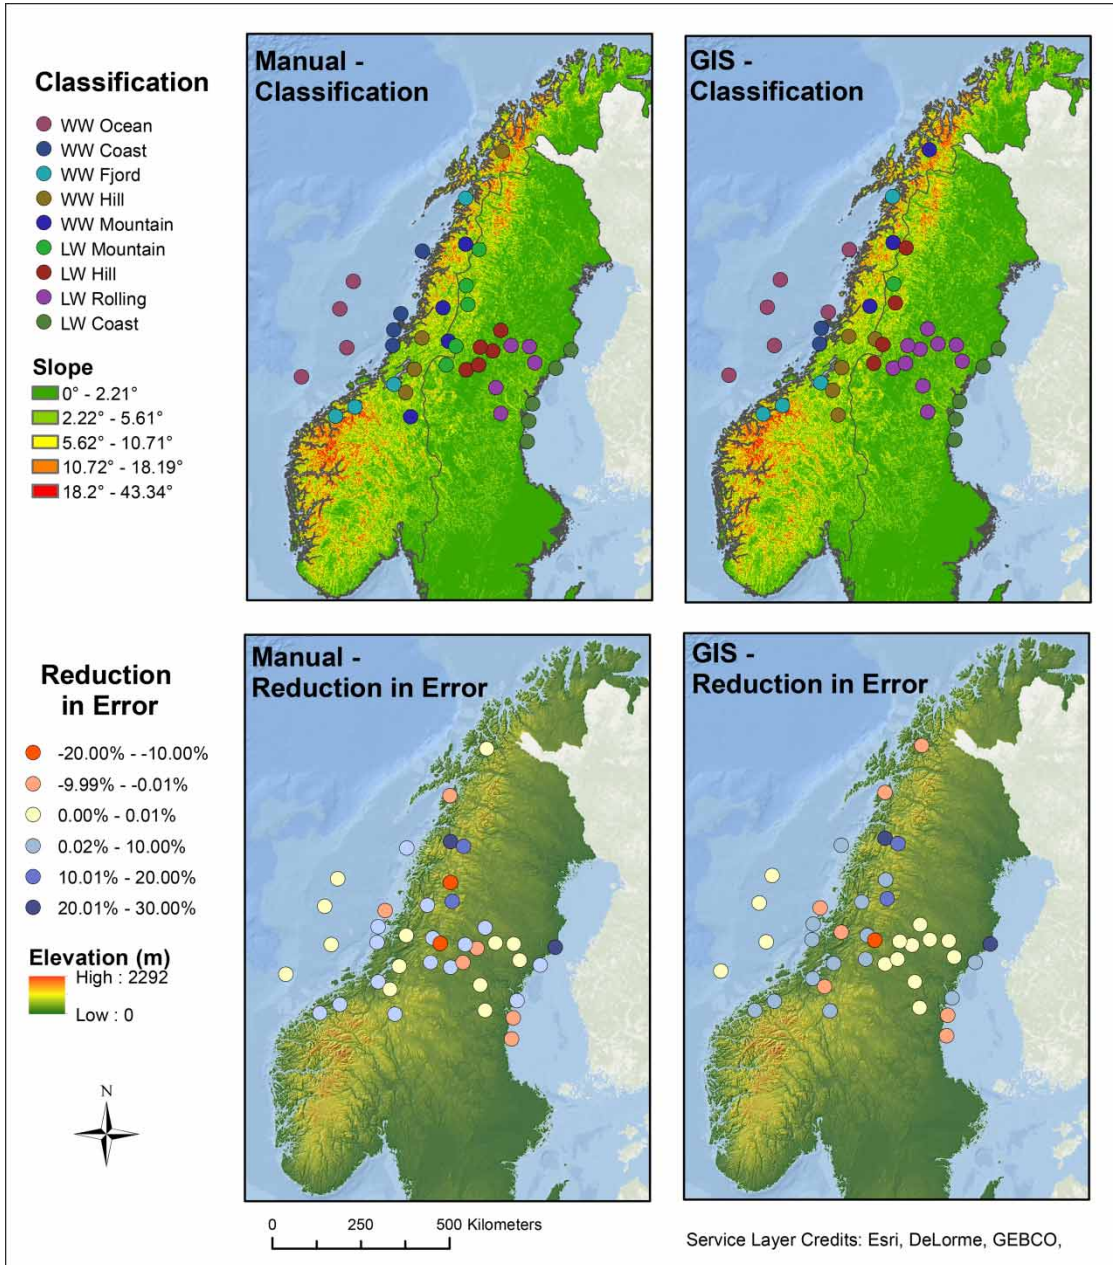 Manual -
Classification
GIS -
Classification
Classification
WW Ocean
WW Coast
WW Fjord
WW Hill
WW Mountain
LW Mountain
LW Hill
LW Rolling
LW Coast
Slope
0° - 2.21°
2.22° - 5.61°
5.62° - 10.71°
10.72° - 18.19°
18.2° - 43.34°
Manual -
Reduction in Error
GIS -
Reduction in Error
Reduction
in Error
-20.00% - -10.00%
-9.99% - -0.01%
0.00% - 0.01%
0.02% - 10.00%
10.01% - 20.00%
20.01% - 30.00%
Elevation (m)
High : 2292
Low : 0
N
0 250 500 Kilometers
Service Layer Credits: Esri, DeLorme, GEBCO,